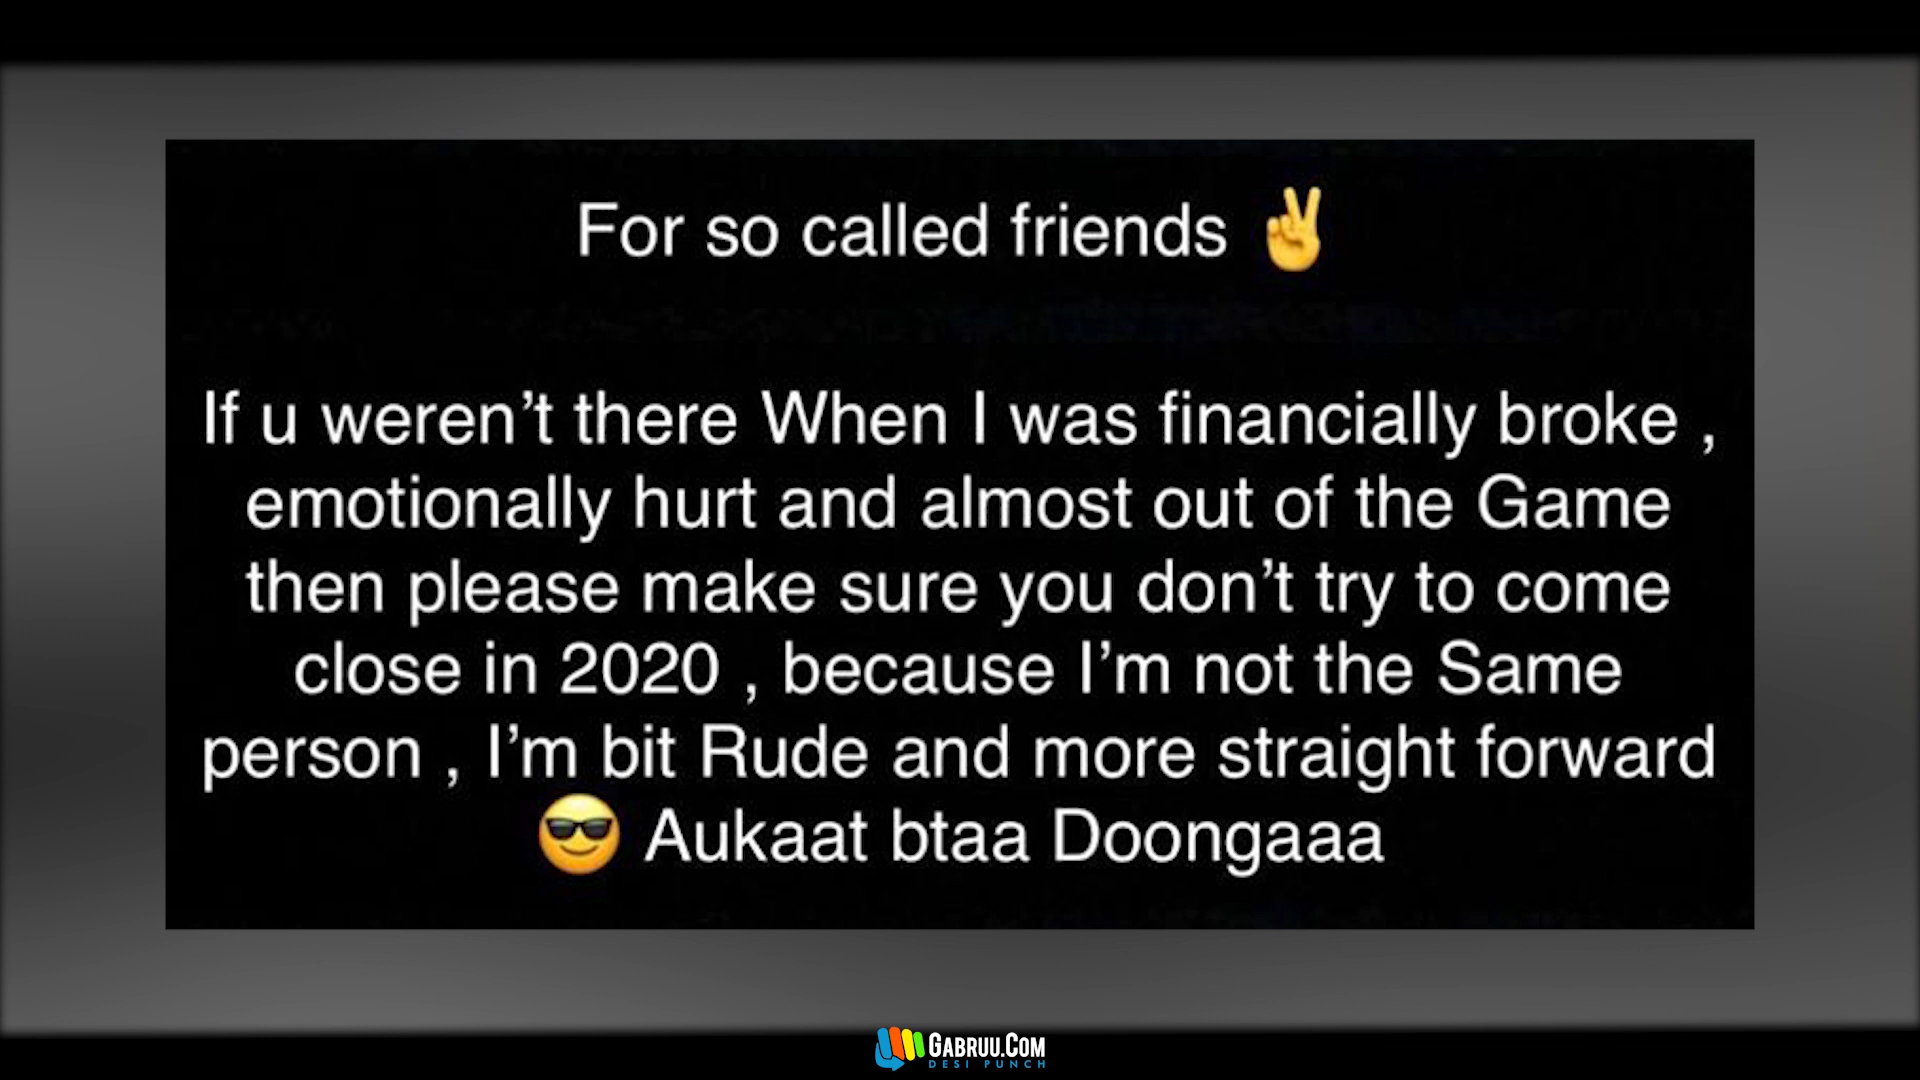 For so called friends ✌️
If u weren’t there When I was financially broke ,
emotionally hurt and almost out of the Game
then please make sure you don’t try to come
close in 2020 , because I’m not the Same
person , I’m bit Rude and more straight forward
😎 Aukaat btaa Doongaaa
GABRUU.COM
DESI PUNCH